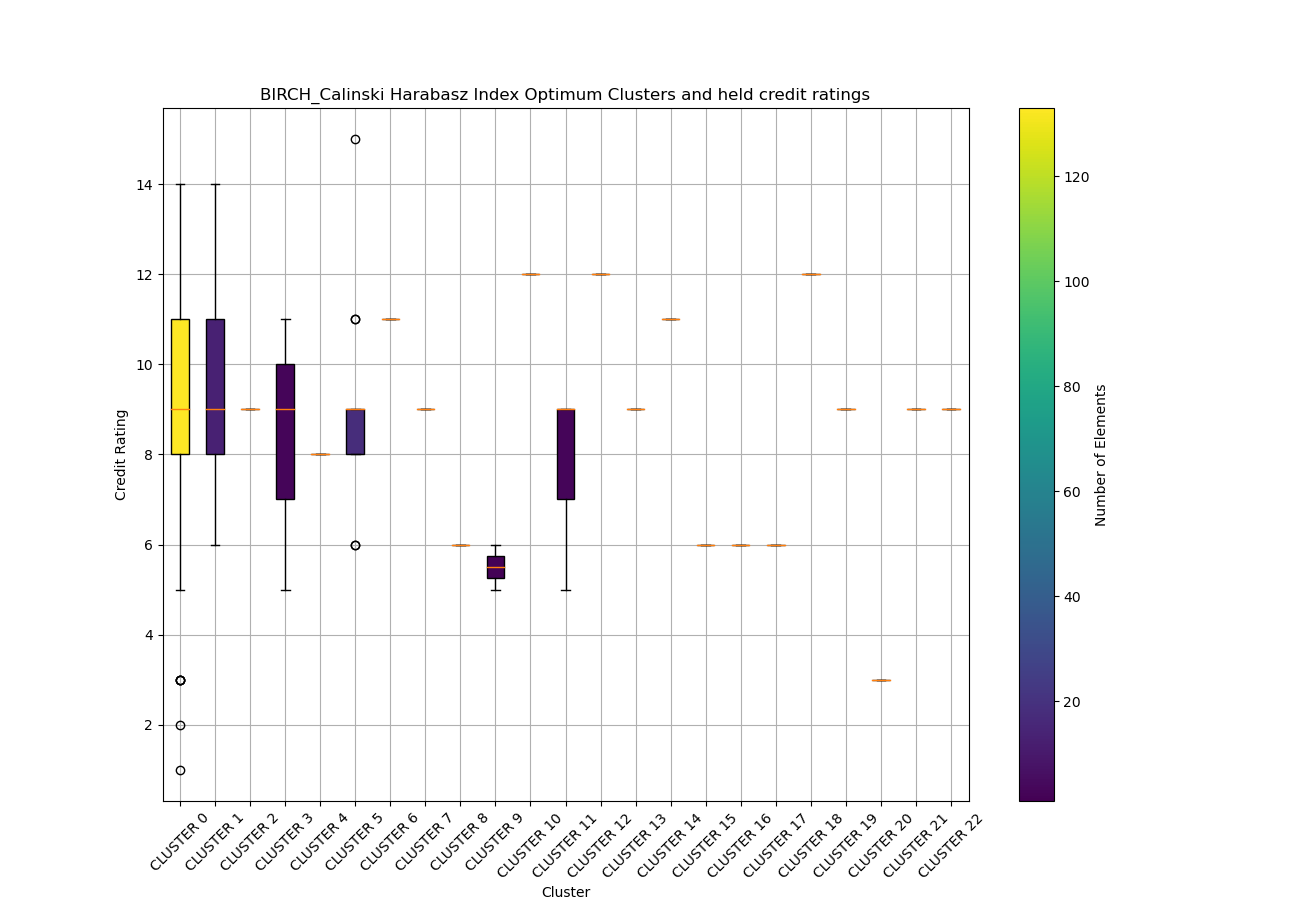 BIRCH_Calinski Harabasz Index Optimum Clusters and held credit ratings
14
12
10
8
6
4
2
Credit Rating
CLUSTER 0
CLUSTER 1
CLUSTER 2
CLUSTER 3
CLUSTER 4
CLUSTER 5
CLUSTER 6
CLUSTER 7
CLUSTER 8
CLUSTER 9
CLUSTER 10
CLUSTER 11
CLUSTER 12
CLUSTER 13
CLUSTER 14
CLUSTER 15
CLUSTER 16
CLUSTER 17
CLUSTER 18
CLUSTER 19
CLUSTER 20
CLUSTER 21
CLUSTER 22
Cluster
120
100
80
60
40
20
Number of Elements